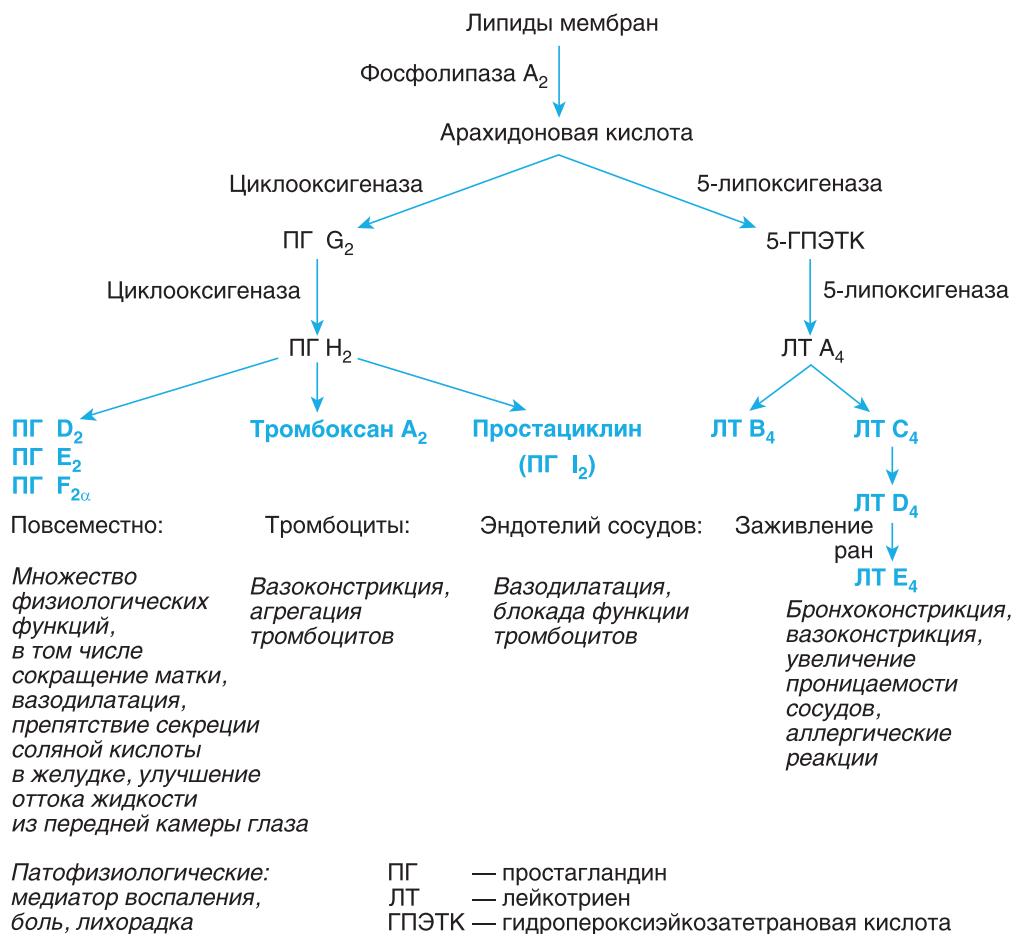 Липиды мембран
Фосфолипаза A₂
Арахидоновая кислота
Циклооксигеназа
5-липоксигеназа
ПГ G₂
5-ГПЭТК
Циклооксигеназа
5-липоксигеназа
ПГ H₂
ЛТ A₄
ПГ D₂
ПГ E₂
ПГ F₂α
Тромбоксан A₂
Простациклин
(ПГ I₂)
ЛТ B₄
ЛТ C₄
ЛТ D₄
ЛТ E₄
Повсеместно:
Множество
физиологических
функций,
в том числе
сокращение матки,
вазодилатация,
препятствие секреции
соляной кислоты
в желудке, улучшение
оттока жидкости
из передней камеры глаза
Тромбоциты:
Вазоконстрикция,
агрегация
тромбоцитов
Эндотелий сосудов:
Вазодилатация,
блокада функции
тромбоцитов
Заживление
ран
Бронхоконстрикция,
вазоконстрикция,
увеличение
проницаемости
сосудов,
аллергические
реакции
Патофизиологические:
медиатор воспаления,
боль, лихорадка
ПГ — простагландин
ЛТ — лейкотриен
ГПЭТК — гидропероксиэйкозатетрановая кислота